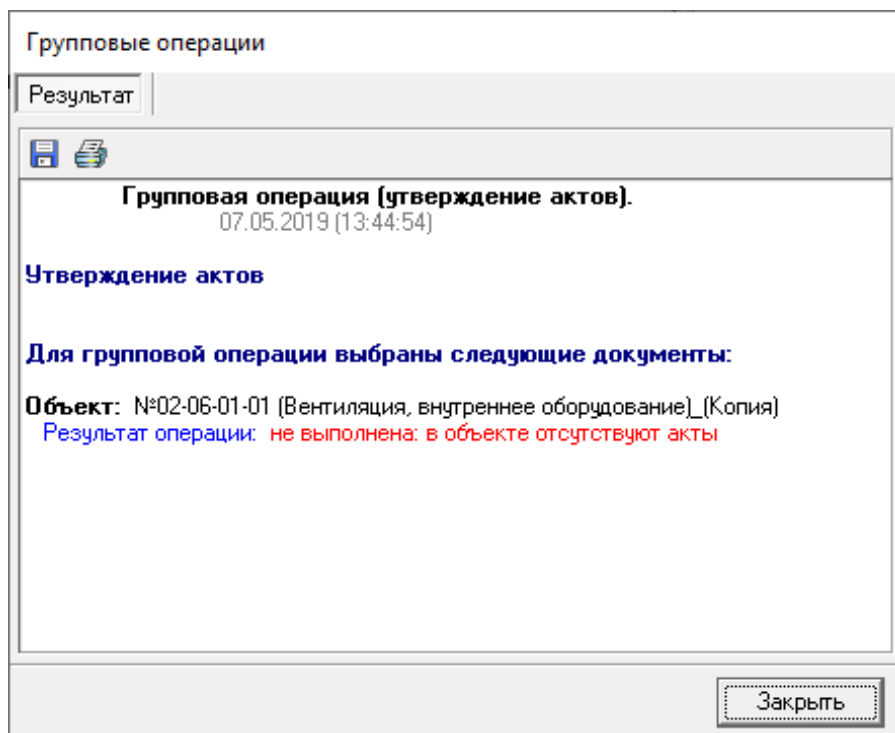 Групповые операции
Результат
Групповая операция (утверждение актов).
07.05.2019 (13:44:54)
Утверждение актов
Для групповой операции выбраны следующие документы:
Объект: №02-06-01-01 (Вентиляция, внутреннее оборудование)_(Копия)
Результат операции: не выполнена: в объекте отсутствуют акты
Закрыть